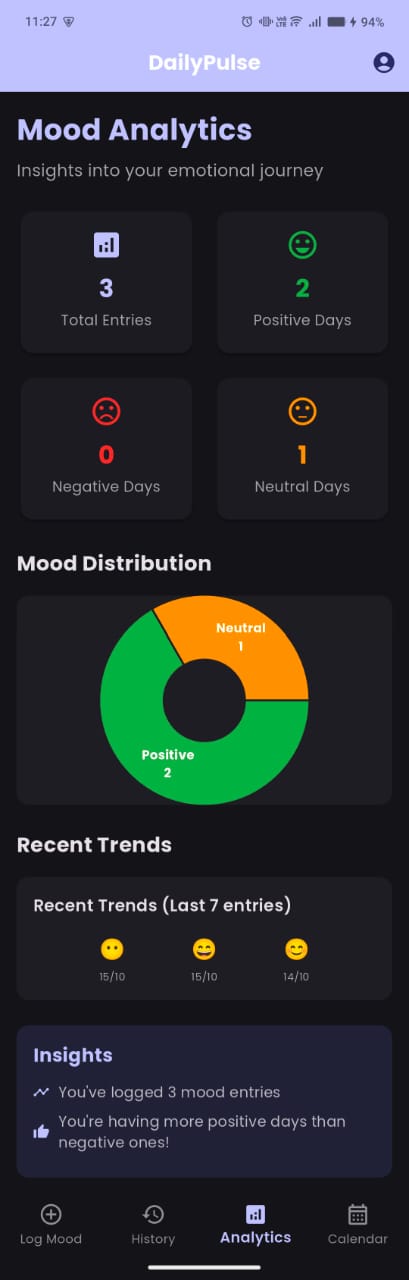 11:27
94%
DailyPulse
Mood Analytics
Insights into your emotional journey
3
Total Entries
2
Positive Days
0
Negative Days
1
Neutral Days
Mood Distribution
Neutral
1
Positive
2
Recent Trends
Recent Trends (Last 7 entries)
15/10
15/10
14/10
Insights
You've logged 3 mood entries
You're having more positive days than
negative ones!
Log Mood
History
Analytics
Calendar